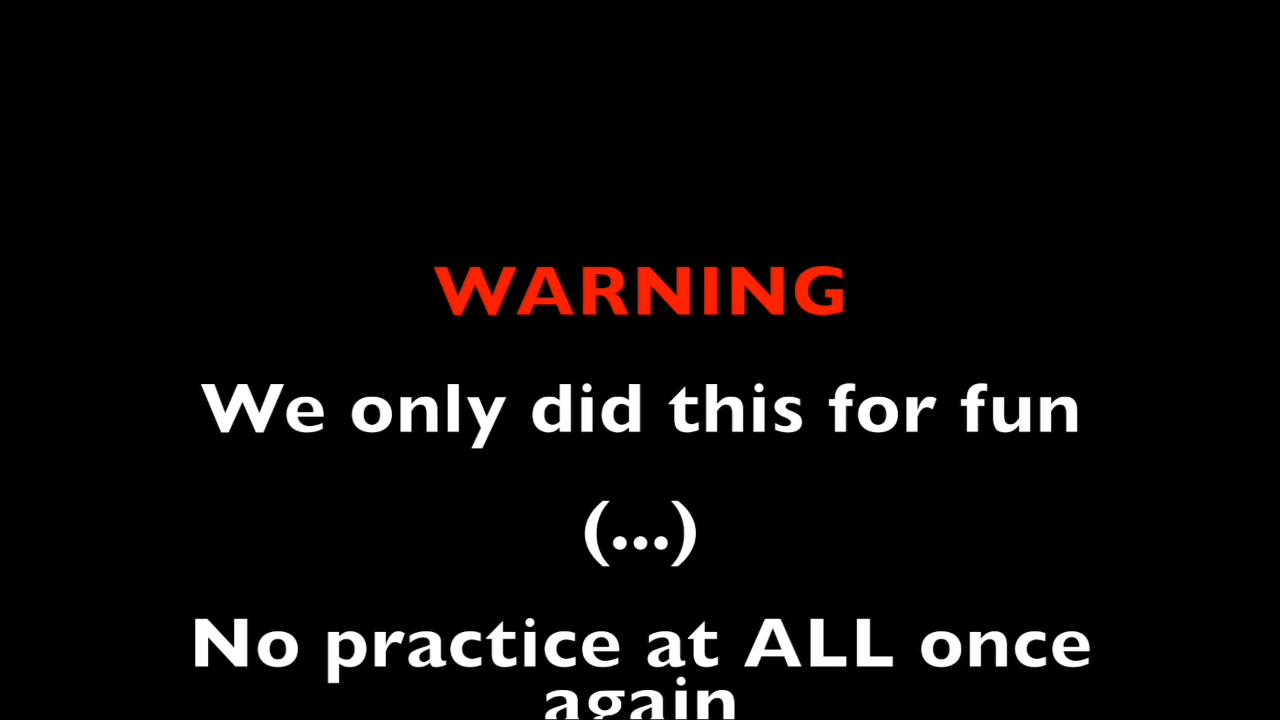 WARNING
We only did this for fun
(...)
No practice at ALL once
again